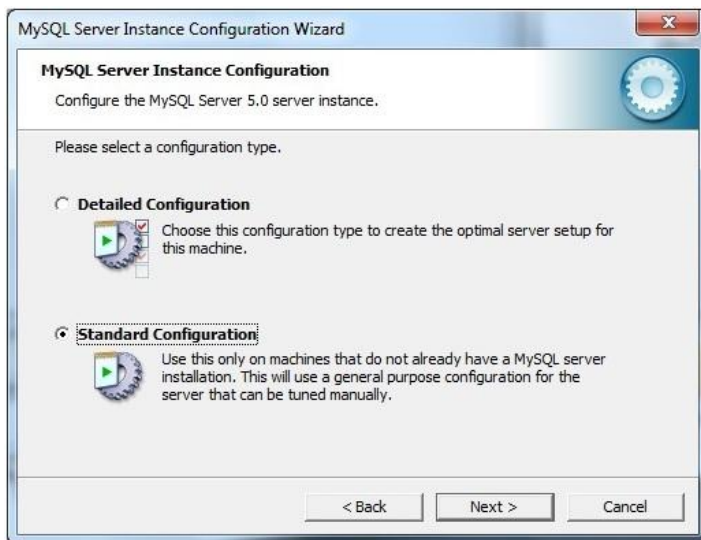 MySQL Server Instance Configuration Wizard
MySQL Server Instance Configuration
Configure the MySQL Server 5.0 server instance.
Please select a configuration type.
Detailed Configuration
Choose this configuration type to create the optimal server setup for
this machine.
Standard Configuration
Use this only on machines that do not already have a MySQL server
installation. This will use a general purpose configuration for the
server that can be tuned manually.
< Back
Next >
Cancel